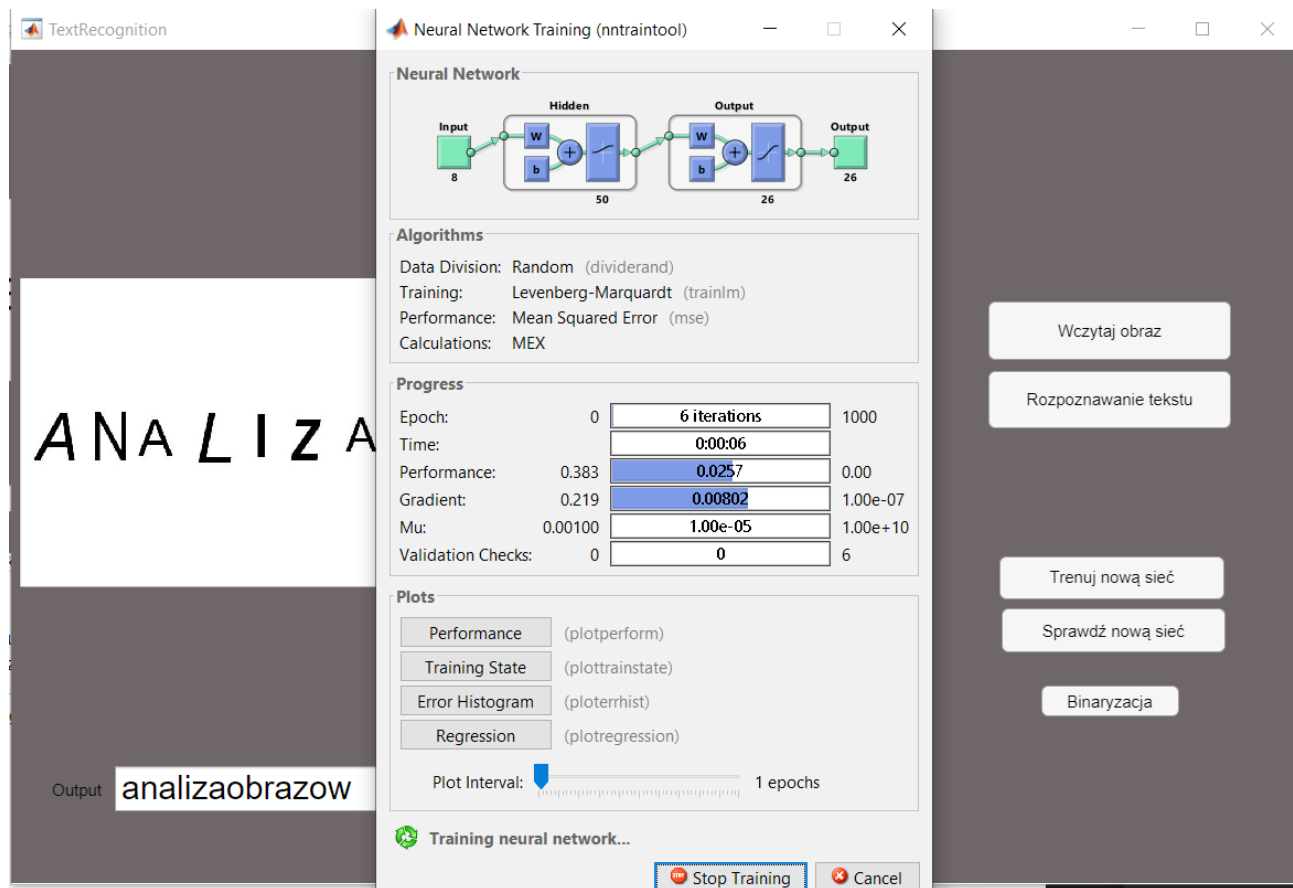 TextRecognition
Neural Network Training (nntraintool)
Neural Network
Hidden
Output
Input
Output
W
W
b
b
8
50
26
26
Algorithms
Data Division: Random (dividerand)
Training: Levenberg-Marquardt (trainlm)
Performance: Mean Squared Error (mse)
Calculations: MEX
Progress
Epoch: 0 6 iterations 1000
Time: 0:00:06
Performance: 0.383 0.0257 0.00
Gradient: 0.219 0.00802 1.00e-07
Mu: 0.00100 1.00e-05 1.00e+10
Validation Checks: 0 0 6
Plots
Performance (plotperform)
Training State (plottrainstate)
Error Histogram (ploterrhist)
Regression (plotregression)
Plot Interval: 1 epochs
Training neural network...
Stop Training Cancel
ANALIZA
Output analizaobrazow
Wczytaj obraz
Rozpoznawanie tekstu
Trenuj nową sieć
Sprawdź nową sieć
Binaryzacja